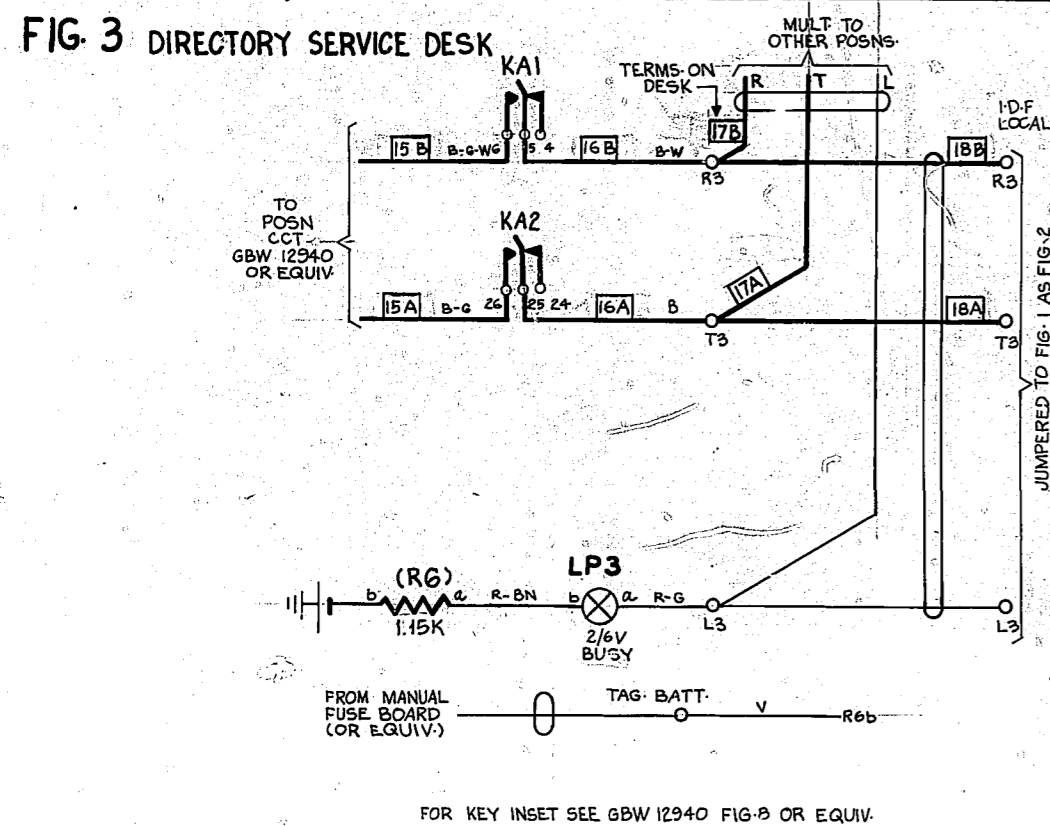 FIG. 3 DIRECTORY SERVICE DESK
MULT TO
OTHER POSNS.
KA1
TERMS. ON
DESK
R T L
I.D.F
LOCAL
17B
15B B-G-W 6 5 4 16B B-W 18B
R3 R3
TO
POSN
CCT
GBW 12940
OR EQUIV.
KA2
17A
15A B-G 26 25 24 16A B 18A
T3 T3
JUMPERED TO FIG. 1 AS FIG. 2
(R6) LP3
b a R-BN b a R-G
1.15K 2/6V
BUSY
L3 L3
FROM MANUAL
FUSE BOARD
(OR EQUIV.)
TAG. BATT. V R6b
FOR KEY INSET SEE GBW 12940 FIG.8 OR EQUIV.